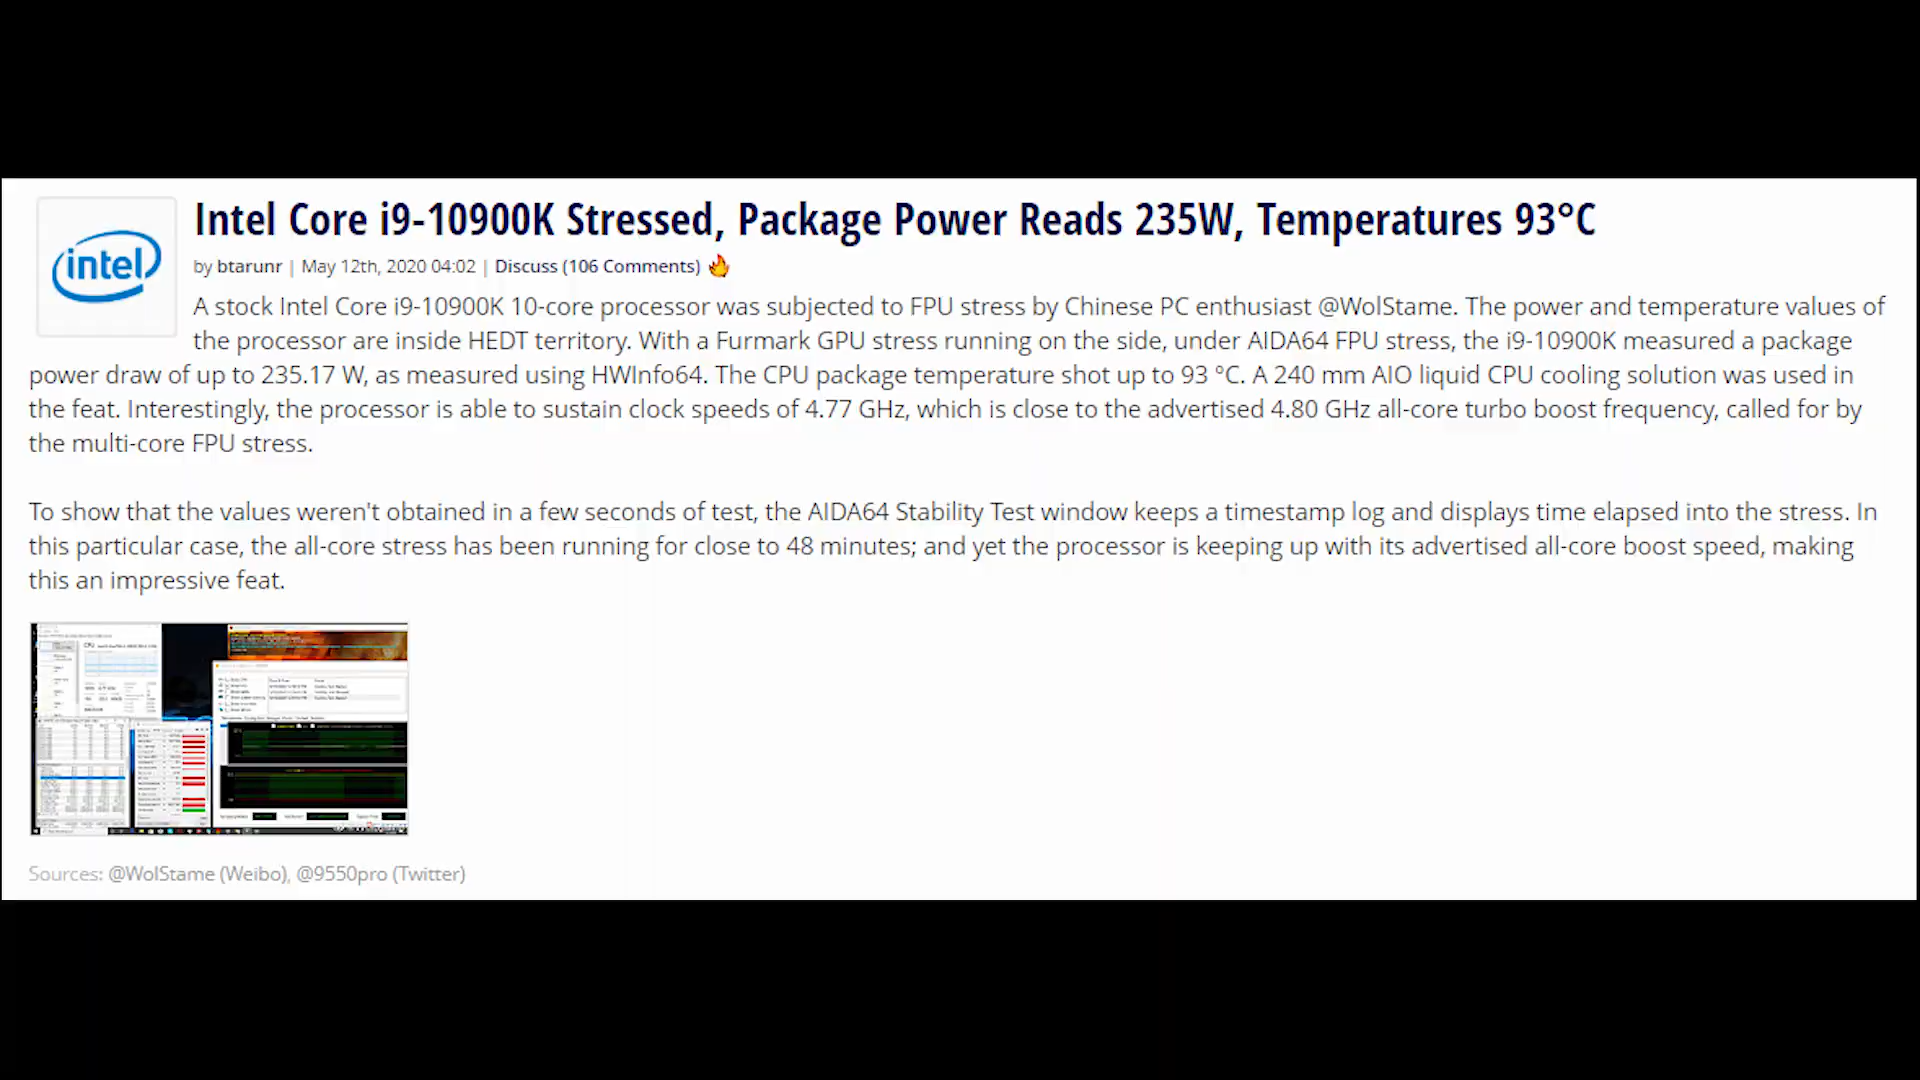 intel
Intel Core i9-10900K Stressed, Package Power Reads 235W, Temperatures 93°C
by btarunr | May 12th, 2020 04:02 | Discuss (106 Comments)
A stock Intel Core i9-10900K 10-core processor was subjected to FPU stress by Chinese PC enthusiast @WolStame. The power and temperature values of
the processor are inside HEDT territory. With a Furmark GPU stress running on the side, under AIDA64 FPU stress, the i9-10900K measured a package
power draw of up to 235.17 W, as measured using HWInfo64. The CPU package temperature shot up to 93 °C. A 240 mm AIO liquid CPU cooling solution was used in
the feat. Interestingly, the processor is able to sustain clock speeds of 4.77 GHz, which is close to the advertised 4.80 GHz all-core turbo boost frequency, called for by
the multi-core FPU stress.
To show that the values weren't obtained in a few seconds of test, the AIDA64 Stability Test window keeps a timestamp log and displays time elapsed into the stress. In
this particular case, the all-core stress has been running for close to 48 minutes; and yet the processor is keeping up with its advertised all-core boost speed, making
this an impressive feat.
CPU
Sources: @WolStame (Weibo), @9550pro (Twitter)